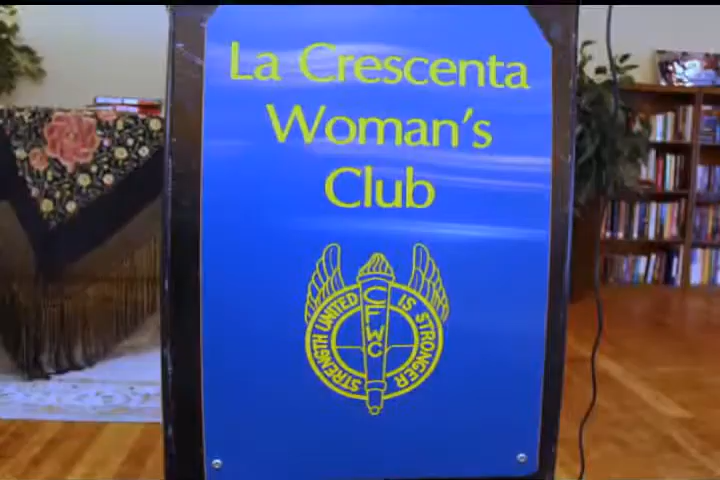 La Crescenta
Woman's
Club
CFWC
STRENGTH UNITED IS STRONGER